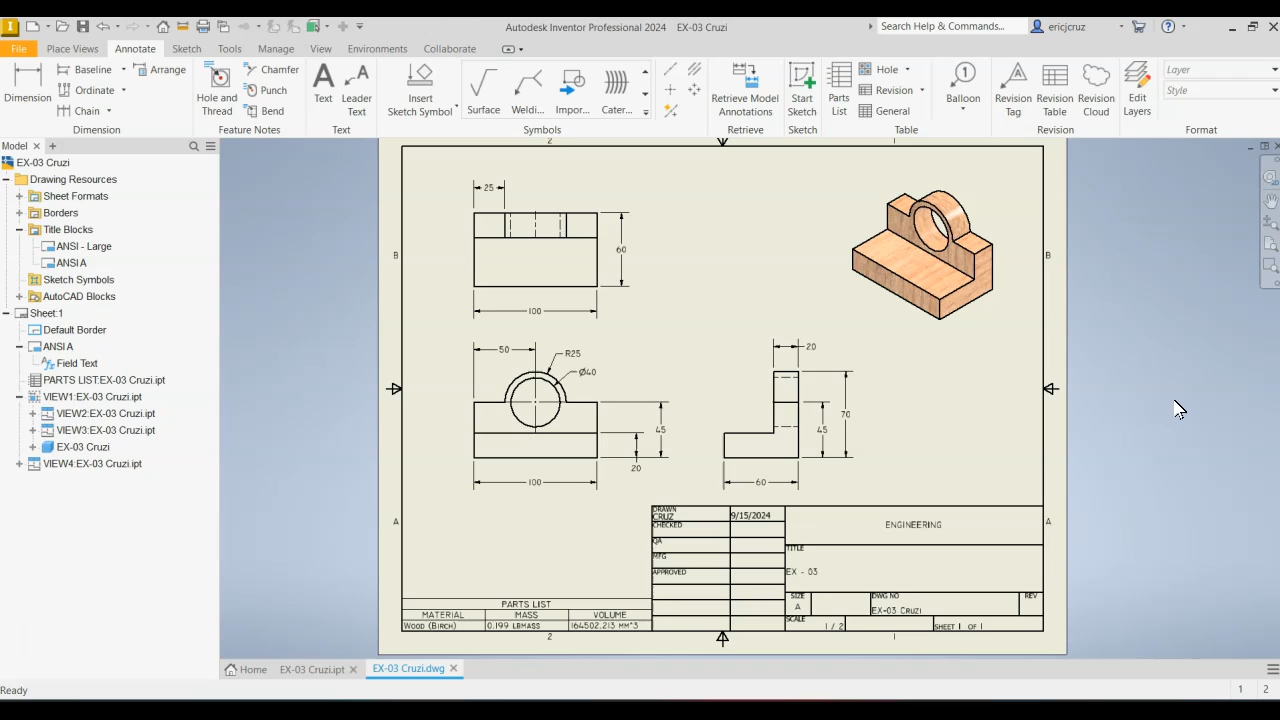 Autodesk Inventor Professional 2024 EX-03 Cruzi
Search Help & Commands...
ericjcruz
File Place Views Annotate Sketch Tools Manage View Environments Collaborate
Dimension
Baseline
Ordinate
Chain
Arrange
Dimension
Hole and Thread
Chamfer
Punch
Bend
Feature Notes
Text
Leader Text
Text
Insert Sketch Symbol
Surface
Weldi...
Impor...
Cater...
Symbols
Retrieve Model Annotations
Retrieve
Start Sketch
Sketch
Parts List
Hole
Revision
General
Table
Balloon
Revision Tag
Revision Table
Revision Cloud
Revision
Edit Layers
Layer
Style
Format
Model
EX-03 Cruzi
Drawing Resources
Sheet Formats
Borders
Title Blocks
ANSI - Large
ANSI A
Sketch Symbols
AutoCAD Blocks
Sheet:1
Default Border
ANSI A
Field Text
PARTS LIST:EX-03 Cruzi.ipt
VIEW1:EX-03 Cruzi.ipt
VIEW2:EX-03 Cruzi.ipt
VIEW3:EX-03 Cruzi.ipt
EX-03 Cruzi
VIEW4:EX-03 Cruzi.ipt
2 1
B B
A A
2 1
25
60
100
50
R25
Ø40
45
20
100
20
70
45
60
DRAWN
CRUZ
9/15/2024
CHECKED
QA
MFG
APPROVED
ENGINEERING
TITLE
EX - 03
SIZE
A
DWG NO
EX-03 Cruzi
REV
SCALE
1 / 2
SHEET 1 OF 1
PARTS LIST
MATERIAL MASS VOLUME
Wood (Birch) 0.199 lbmass 164502.213 mm^3
Home EX-03 Cruzi.ipt EX-03 Cruzi.dwg
Ready
1 2